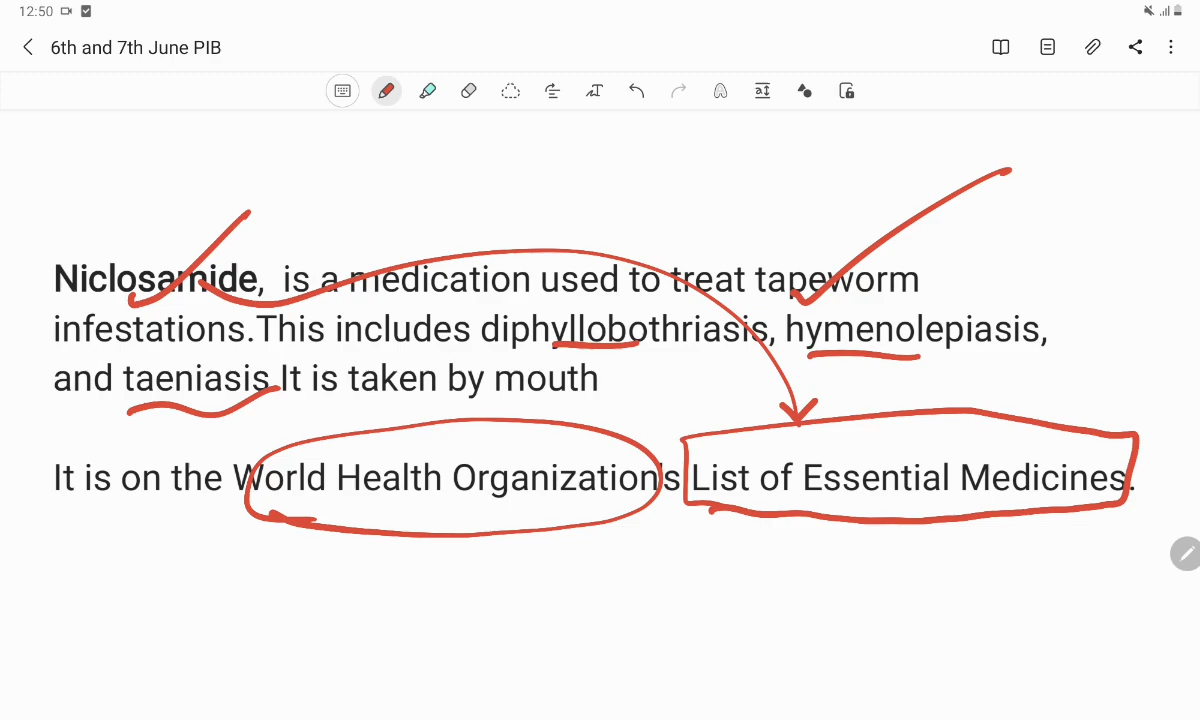 12:50
6th and 7th June PIB
Niclosamide, is a medication used to treat tapeworm
infestations.This includes diphyllobothriasis, hymenolepiasis,
and taeniasis.It is taken by mouth
It is on the World Health Organization's List of Essential Medicines.